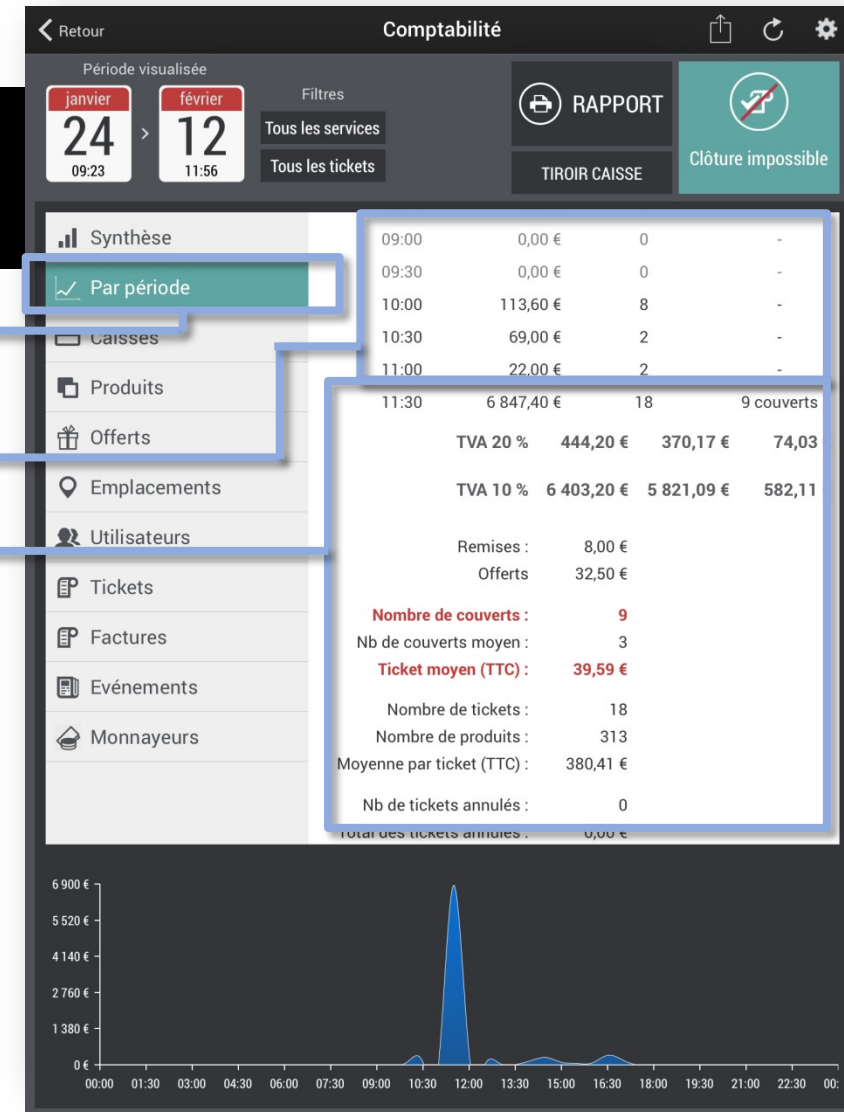 Retour
Comptabilité
Période visualisée
janvier
24
09:23
>
février
12
11:56
Filtres
Tous les services
Tous les tickets
RAPPORT
TIROIR CAISSE
Clôture impossible
Synthèse
Par période
Caisses
Produits
Offerts
Emplacements
Utilisateurs
Tickets
Factures
Evénements
Monnayeurs
09:00 0,00 € 0 -
09:30 0,00 € 0 -
10:00 113,60 € 8 -
10:30 69,00 € 2 -
11:00 22,00 € 2 -
11:30 6 847,40 € 18 9 couverts
TVA 20 % 444,20 € 370,17 € 74,03
TVA 10 % 6 403,20 € 5 821,09 € 582,11
Remises : 8,00 €
Offerts 32,50 €
Nombre de couverts : 9
Nb de couverts moyen : 3
Ticket moyen (TTC) : 39,59 €
Nombre de tickets : 18
Nombre de produits : 313
Moyenne par ticket (TTC) : 380,41 €
Nb de tickets annulés : 0
Total des tickets annulés : 0,00 €
6 900 €
5 520 €
4 140 €
2 760 €
1 380 €
0 €
00:00 01:30 03:00 04:30 06:00 07:30 09:00 10:30 12:00 13:30 15:00 16:30 18:00 19:30 21:00 22:30 00: